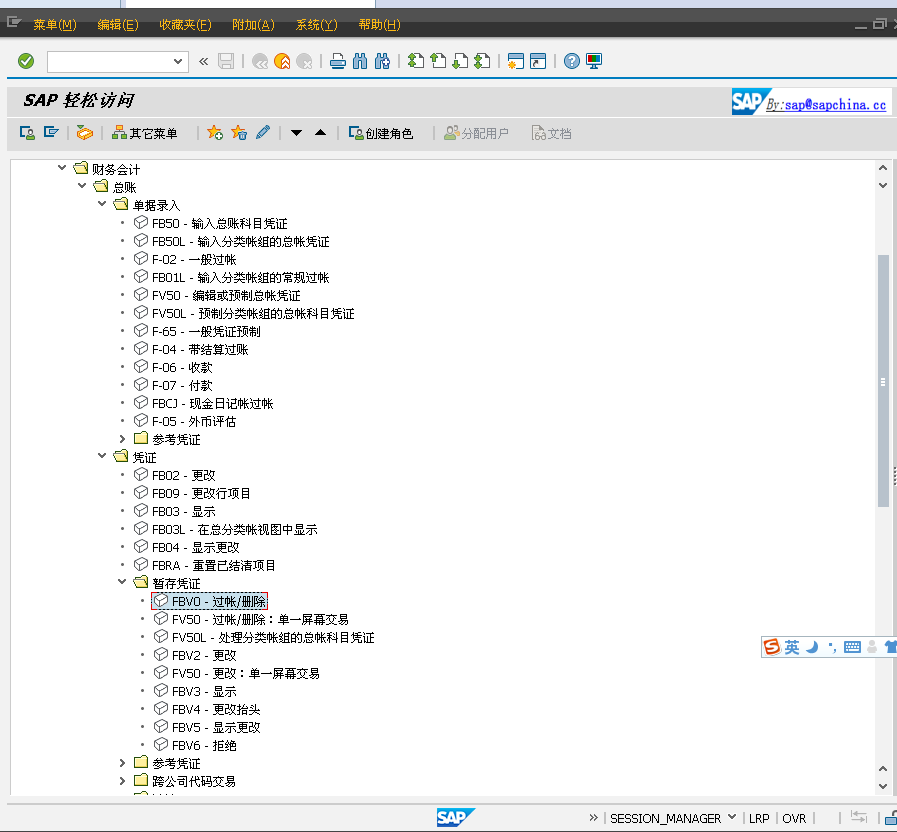 菜单(M) 编辑(E) 收藏夹(F) 附加(A) 系统(Y) 帮助(H)
SAP 轻松访问
SAP By:sap@sapchina.cc
其它菜单 创建角色 分配用户 文档
财务会计
总账
单据录入
FB50 - 输入总账科目凭证
FB50L - 输入分类帐组的总帐凭证
F-02 - 一般过帐
FB01L - 输入分类帐组的常规过帐
FV50 - 编辑或预制总帐凭证
FV50L - 预制分类帐组的总帐科目凭证
F-65 - 一般凭证预制
F-04 - 带结算过账
F-06 - 收款
F-07 - 付款
FBCJ - 现金日记帐过帐
F-05 - 外币评估
参考凭证
凭证
FB02 - 更改
FB09 - 更改行项目
FB03 - 显示
FB03L - 在总分类帐视图中显示
FB04 - 显示更改
FBRA - 重置已结清项目
暂存凭证
FBV0 - 过帐/删除
FV50 - 过帐/删除：单一屏幕交易
FV50L - 处理分类帐组的总帐科目凭证
FBV2 - 更改
FV50 - 更改：单一屏幕交易
FBV3 - 显示
FBV4 - 更改抬头
FBV5 - 显示更改
FBV6 - 拒绝
参考凭证
跨公司代码交易
英
SAP SESSION_MANAGER LRP OVR